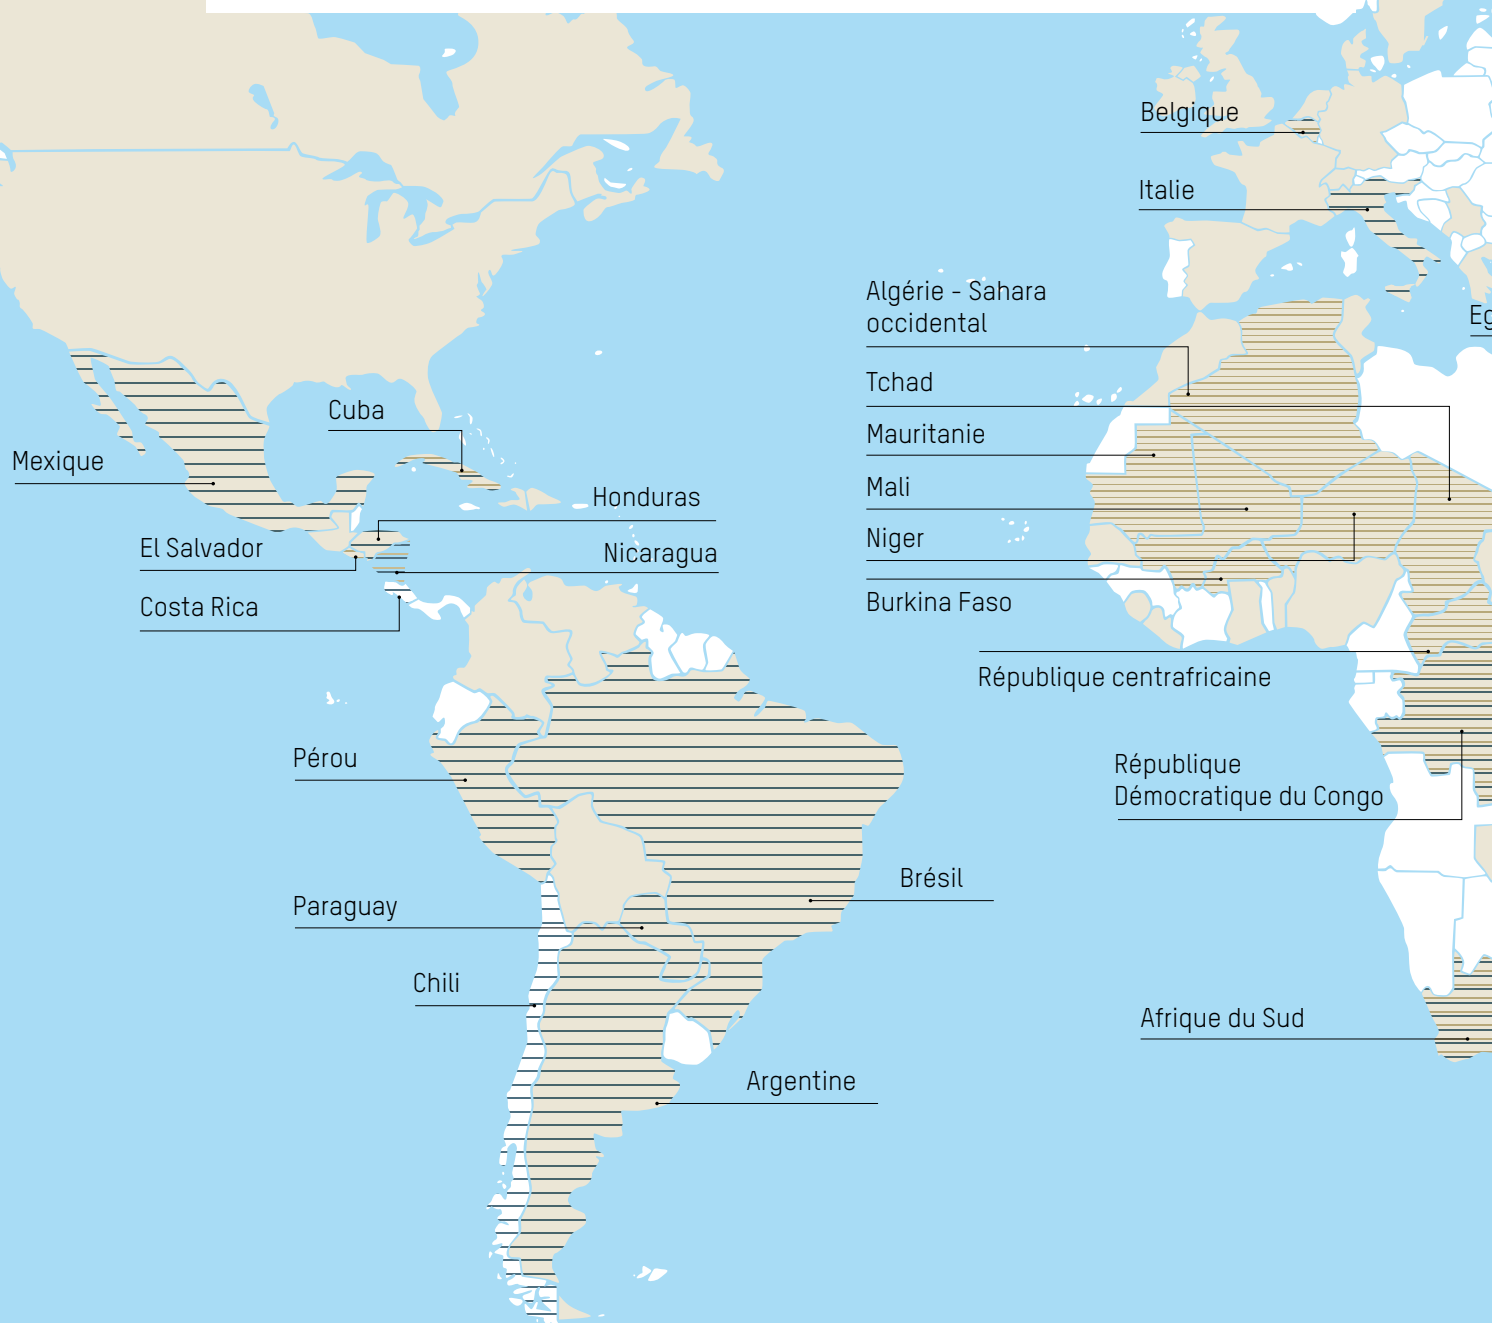 Belgique
Italie
Algérie - Sahara
occidental
Eg
Tchad
Cuba
Mauritanie
Mexique
Mali
Honduras
Niger
El Salvador
Nicaragua
Burkina Faso
Costa Rica
République centrafricaine
Pérou
République
Démocratique du Congo
Brésil
Paraguay
Chili
Afrique du Sud
Argentine